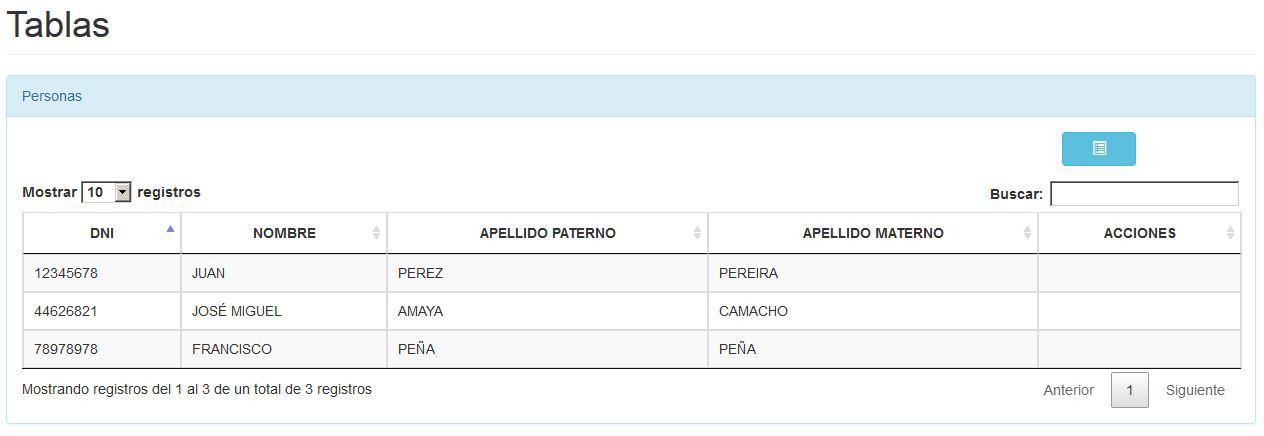 Tablas
Personas
Mostrar 10 registros
Buscar:
DNI NOMBRE APELLIDO PATERNO APELLIDO MATERNO ACCIONES
12345678 JUAN PEREZ PEREIRA
44626821 JOSÉ MIGUEL AMAYA CAMACHO
78978978 FRANCISCO PEÑA PEÑA
Mostrando registros del 1 al 3 de un total de 3 registros
Anterior 1 Siguiente